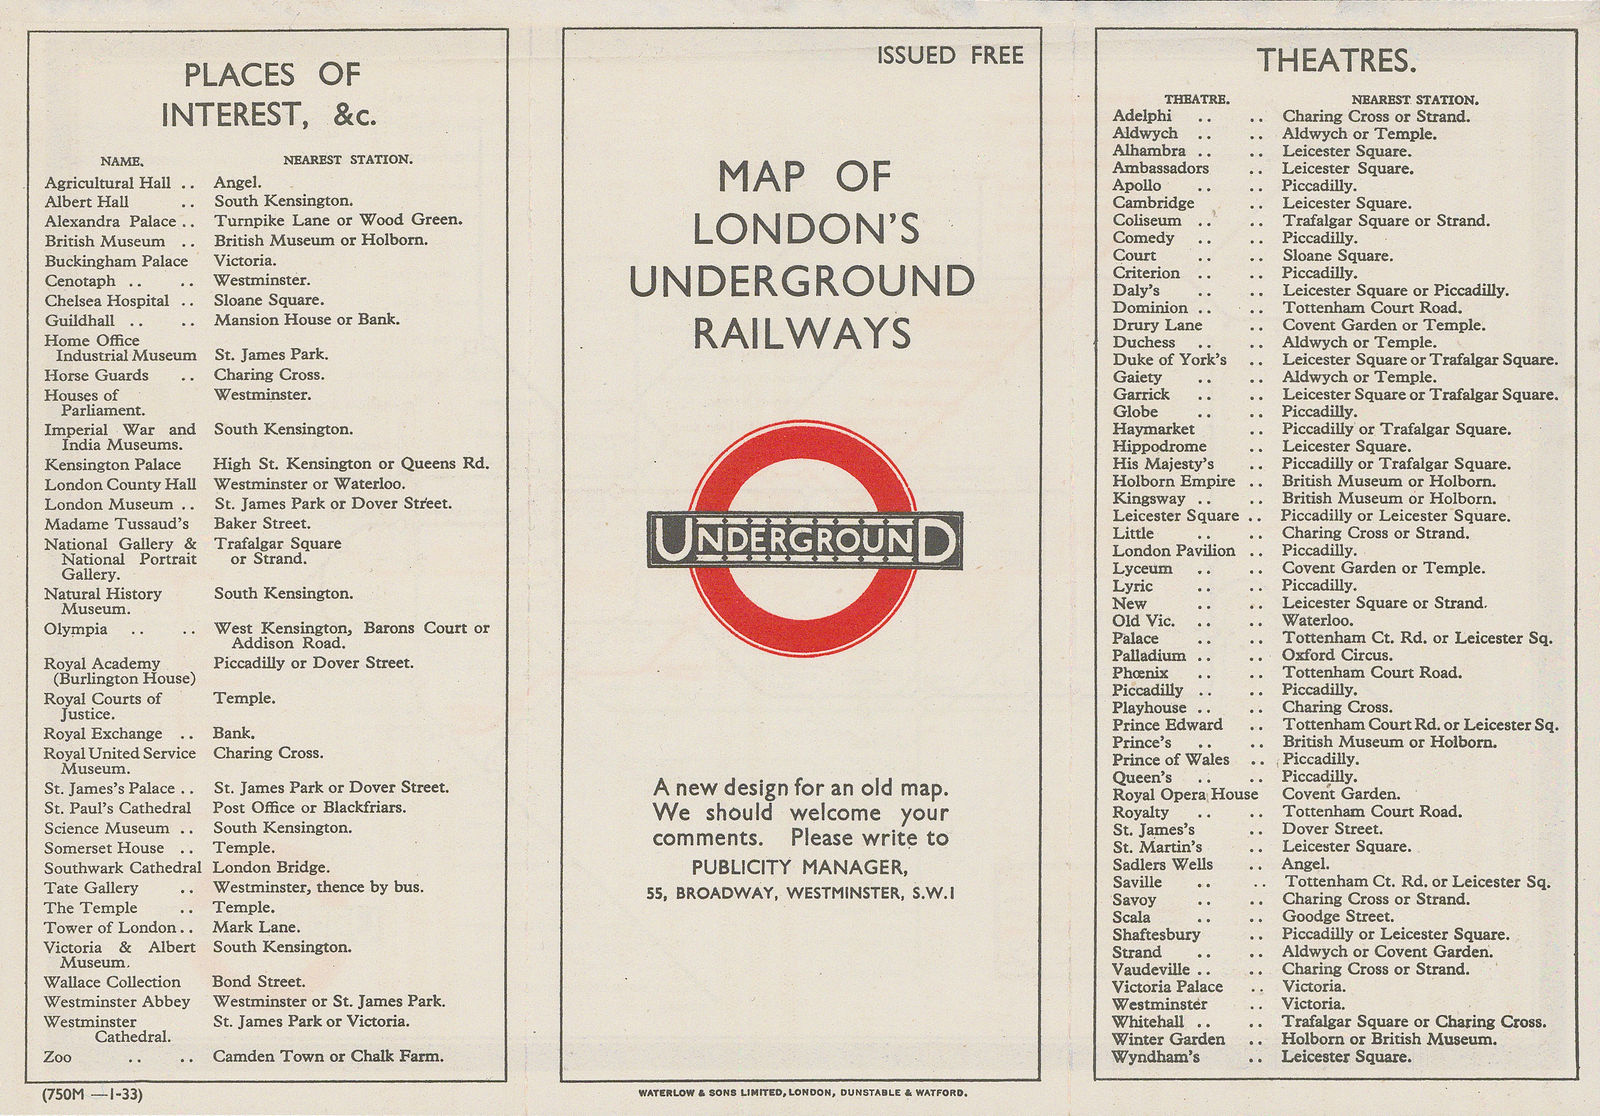 PLACES OF
INTEREST, &c.
NAME. NEAREST STATION.
Agricultural Hall .. Angel.
Albert Hall .. South Kensington.
Alexandra Palace .. Turnpike Lane or Wood Green.
British Museum .. British Museum or Holborn.
Buckingham Palace Victoria.
Cenotaph .. .. Westminster.
Chelsea Hospital .. Sloane Square.
Guildhall .. .. Mansion House or Bank.
Home Office
Industrial Museum St. James Park.
Horse Guards .. Charing Cross.
Houses of Westminster.
Parliament.
Imperial War and South Kensington.
India Museums.
Kensington Palace High St. Kensington or Queens Rd.
London County Hall Westminster or Waterloo.
London Museum .. St. James Park or Dover Street.
Madame Tussaud's Baker Street.
National Gallery & Trafalgar Square
National Portrait or Strand.
Gallery.
Natural History South Kensington.
Museum.
Olympia .. .. West Kensington, Barons Court or
Addison Road.
Royal Academy Piccadilly or Dover Street.
(Burlington House)
Royal Courts of Temple.
Justice.
Royal Exchange .. Bank.
Royal United Service Charing Cross.
Museum.
St. James's Palace .. St. James Park or Dover Street.
St. Paul's Cathedral Post Office or Blackfriars.
Science Museum .. South Kensington.
Somerset House .. Temple.
Southwark Cathedral London Bridge.
Tate Gallery .. Westminster, thence by bus.
The Temple .. Temple.
Tower of London .. Mark Lane.
Victoria & Albert South Kensington.
Museum.
Wallace Collection Bond Street.
Westminster Abbey Westminster or St. James Park.
Westminster St. James Park or Victoria.
Cathedral.
Zoo .. .. Camden Town or Chalk Farm.
(750M —1-33)
ISSUED FREE
MAP OF
LONDON'S
UNDERGROUND
RAILWAYS
UNDERGROUND
A new design for an old map.
We should welcome your
comments. Please write to
PUBLICITY MANAGER,
55, BROADWAY, WESTMINSTER, S.W.1
WATERLOW & SONS LIMITED, LONDON, DUNSTABLE & WATFORD.
THEATRES.
THEATRE. NEAREST STATION.
Adelphi .. .. Charing Cross or Strand.
Aldwych .. .. Aldwych or Temple.
Alhambra .. .. Leicester Square.
Ambassadors .. Leicester Square.
Apollo .. .. Piccadilly.
Cambridge .. Leicester Square.
Coliseum .. .. Trafalgar Square or Strand.
Comedy .. .. Piccadilly.
Court .. .. Sloane Square.
Criterion .. .. Piccadilly.
Daly's .. .. Leicester Square or Piccadilly.
Dominion .. .. Tottenham Court Road.
Drury Lane .. Covent Garden or Temple.
Duchess .. .. Aldwych or Temple.
Duke of York's .. Leicester Square or Trafalgar Square.
Gaiety .. .. Aldwych or Temple.
Garrick .. .. Leicester Square or Trafalgar Square.
Globe .. .. Piccadilly.
Haymarket .. Piccadilly or Trafalgar Square.
Hippodrome .. Leicester Square.
His Majesty's .. Piccadilly or Trafalgar Square.
Holborn Empire .. British Museum or Holborn.
Kingsway .. .. British Museum or Holborn.
Leicester Square .. Piccadilly or Leicester Square.
Little .. .. Charing Cross or Strand.
London Pavilion .. Piccadilly.
Lyceum .. .. Covent Garden or Temple.
Lyric .. .. Piccadilly.
New .. .. Leicester Square or Strand.
Old Vic. .. .. Waterloo.
Palace .. .. Tottenham Ct. Rd. or Leicester Sq.
Palladium .. .. Oxford Circus.
Phœnix .. .. Tottenham Court Road.
Piccadilly .. .. Piccadilly.
Playhouse .. .. Charing Cross.
Prince Edward .. Tottenham Court Rd. or Leicester Sq.
Prince's .. .. British Museum or Holborn.
Prince of Wales .. Piccadilly.
Queen's .. .. Piccadilly.
Royal Opera House Covent Garden.
Royalty .. .. Tottenham Court Road.
St. James's .. Dover Street.
St. Martin's .. Leicester Square.
Sadlers Wells .. Angel.
Saville .. .. Tottenham Ct. Rd. or Leicester Sq.
Savoy .. .. Charing Cross or Strand.
Scala .. .. Goodge Street.
Shaftesbury .. Piccadilly or Leicester Square.
Strand .. .. Aldwych or Covent Garden.
Vaudeville .. .. Charing Cross or Strand.
Victoria Palace .. Victoria.
Westminster .. Victoria.
Whitehall .. .. Trafalgar Square or Charing Cross.
Winter Garden .. Holborn or British Museum.
Wyndham's .. Leicester Square.